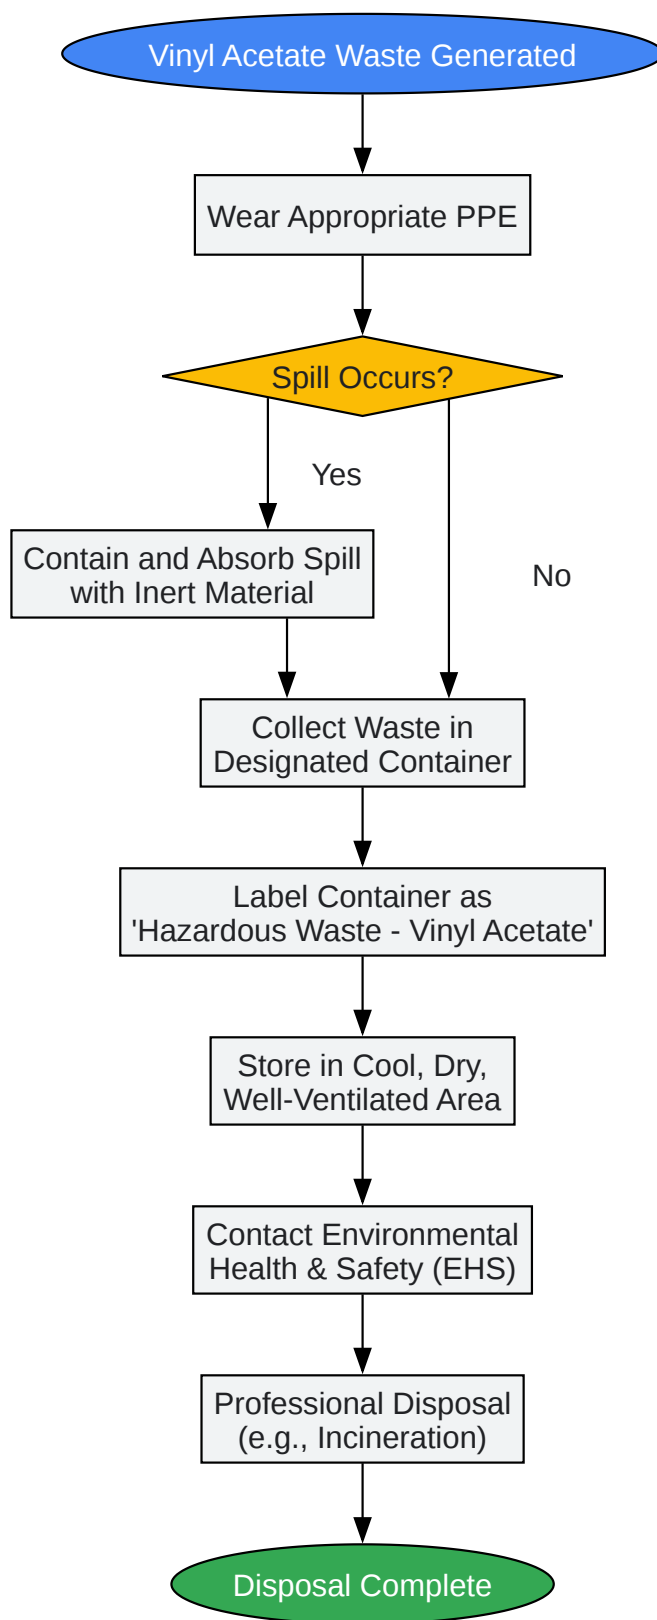 Vinyl Acetate Waste Generated
Wear Appropriate PPE
Spill Occurs?
Yes
Contain and Absorb Spill
with Inert Material
No
Collect Waste in
Designated Container
Label Container as
'Hazardous Waste - Vinyl Acetate'
Store in Cool, Dry,
Well-Ventilated Area
Contact Environmental
Health & Safety (EHS)
Professional Disposal
(e.g., Incineration)
Disposal Complete